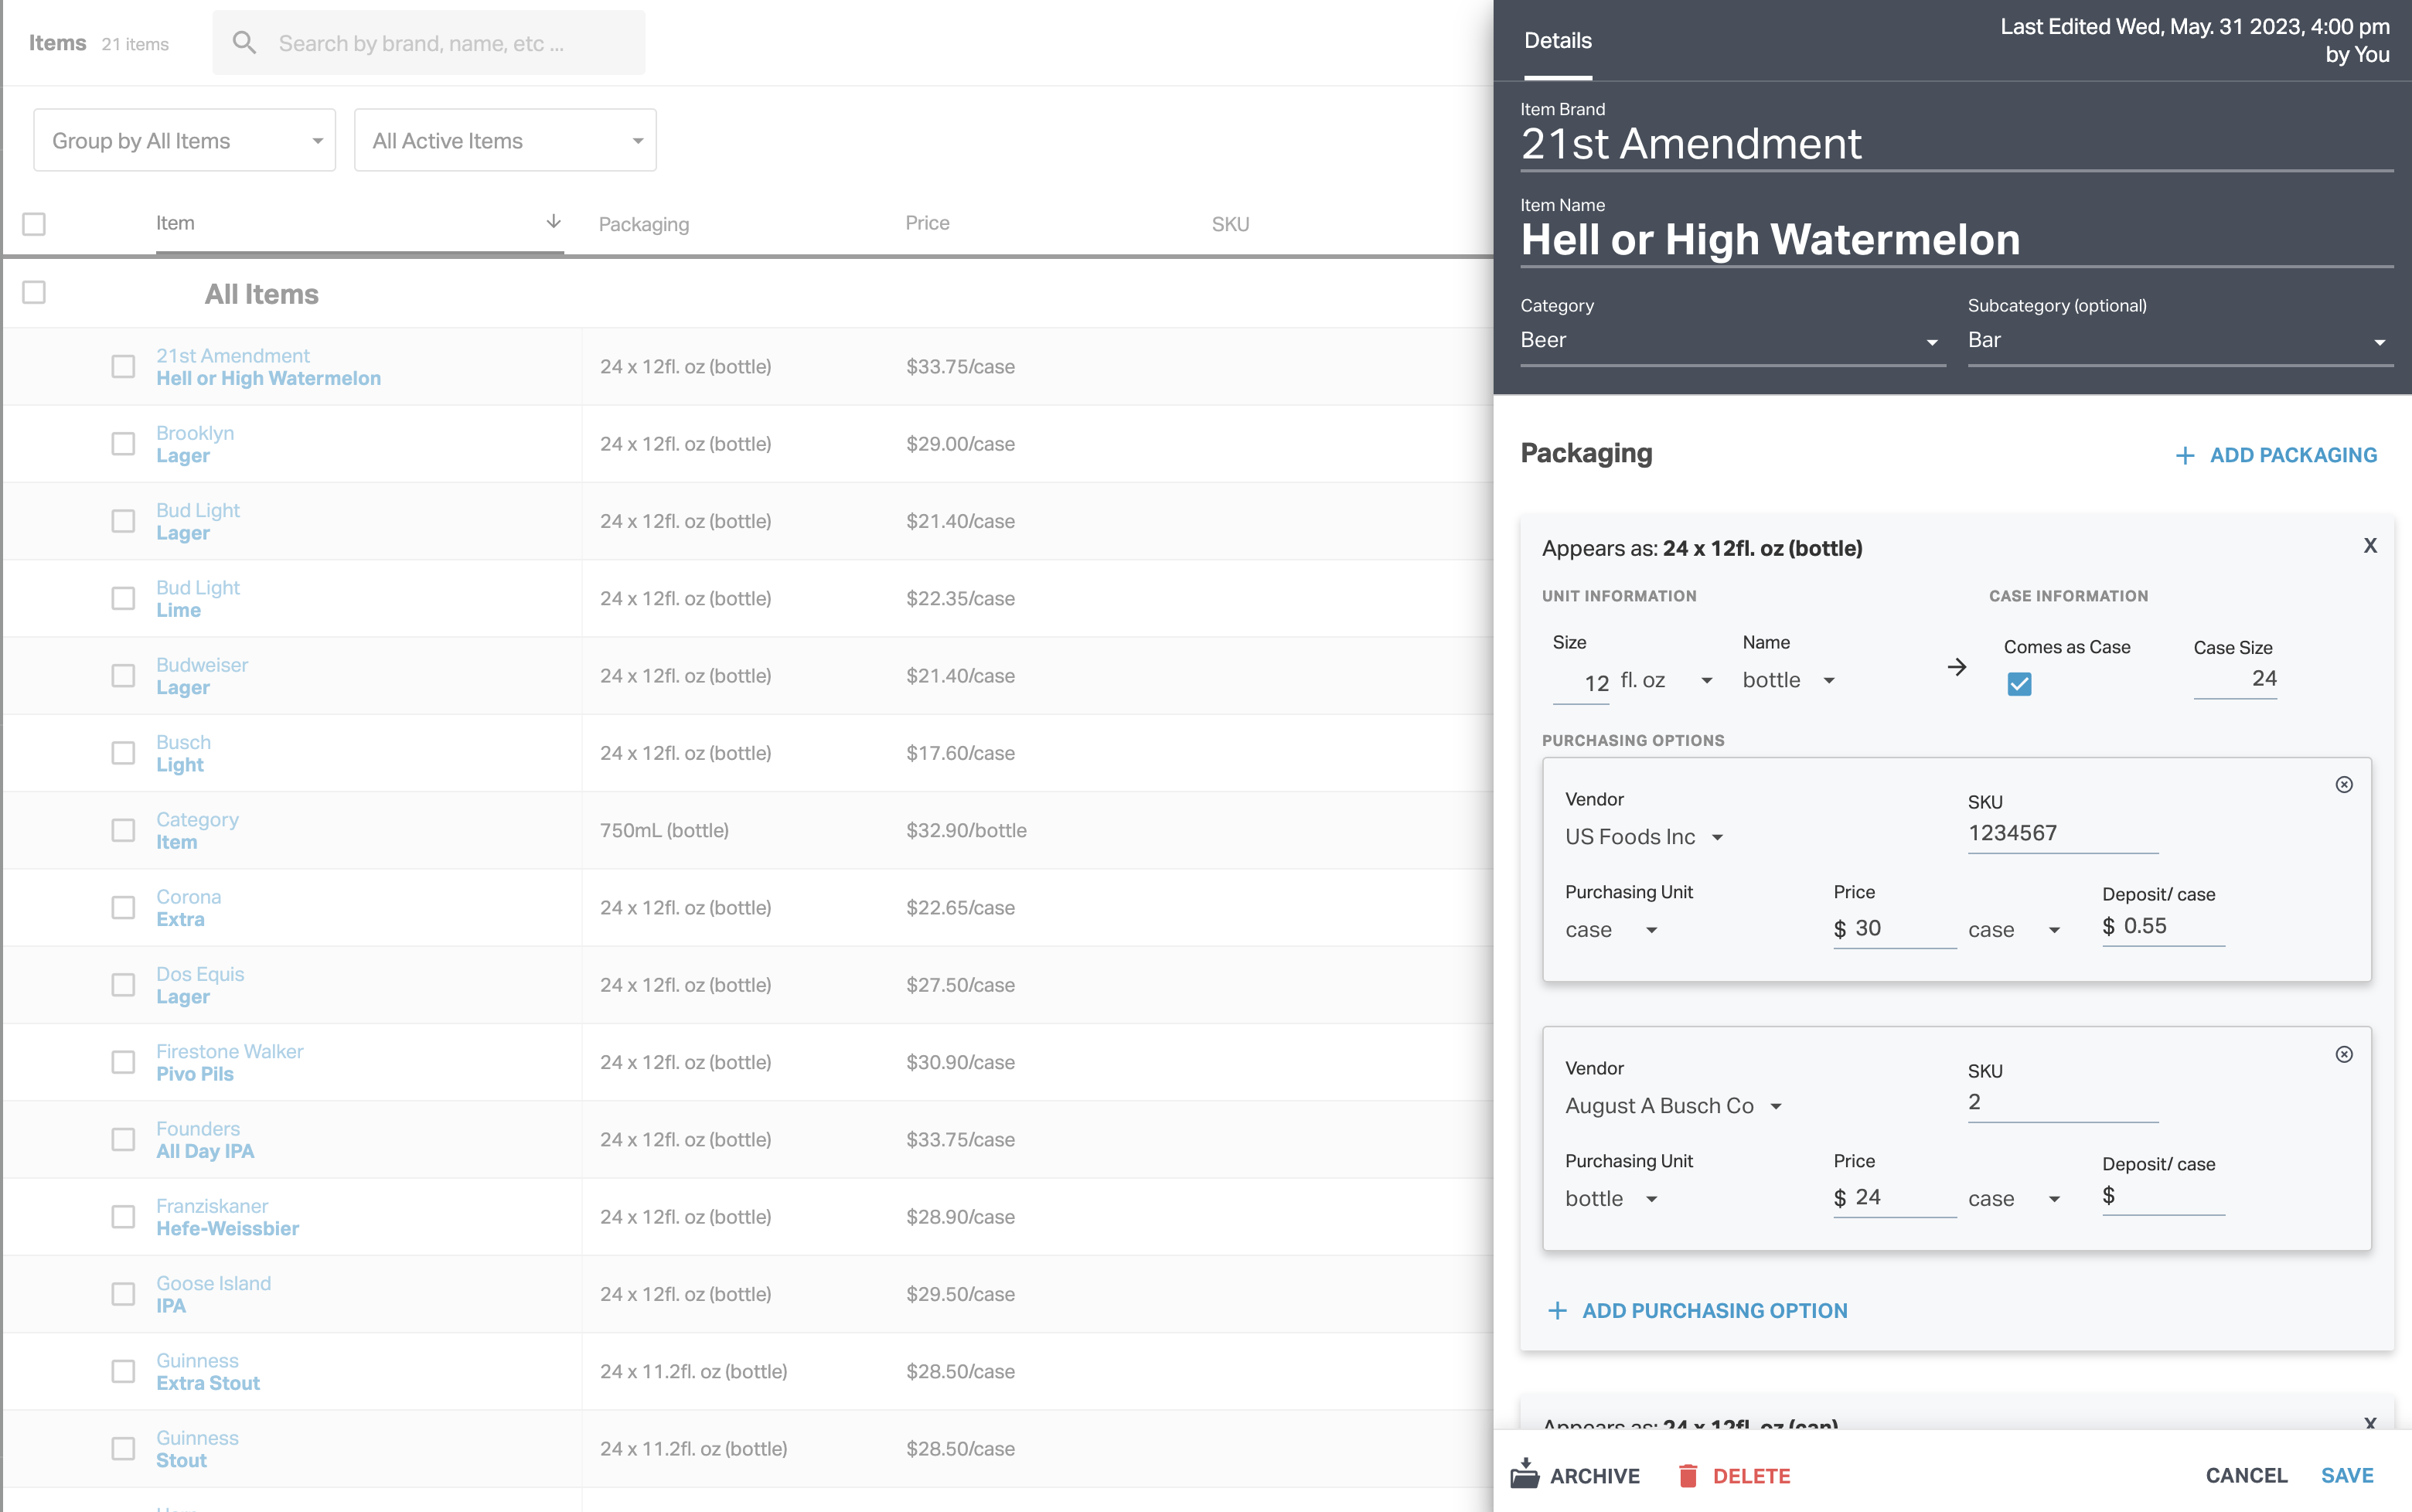 Items 21 items
Search by brand, name, etc ...
Group by All Items
All Active Items
Item Packaging Price SKU
All Items
21st Amendment
Hell or High Watermelon
24 x 12fl. oz (bottle) $33.75/case
Brooklyn
Lager
24 x 12fl. oz (bottle) $29.00/case
Bud Light
Lager
24 x 12fl. oz (bottle) $21.40/case
Bud Light
Lime
24 x 12fl. oz (bottle) $22.35/case
Budweiser
Lager
24 x 12fl. oz (bottle) $21.40/case
Busch
Light
24 x 12fl. oz (bottle) $17.60/case
Category
Item
750mL (bottle) $32.90/bottle
Corona
Extra
24 x 12fl. oz (bottle) $22.65/case
Dos Equis
Lager
24 x 12fl. oz (bottle) $27.50/case
Firestone Walker
Pivo Pils
24 x 12fl. oz (bottle) $30.90/case
Founders
All Day IPA
24 x 12fl. oz (bottle) $33.75/case
Franziskaner
Hefe-Weissbier
24 x 12fl. oz (bottle) $28.90/case
Goose Island
IPA
24 x 12fl. oz (bottle) $29.50/case
Guinness
Extra Stout
24 x 11.2fl. oz (bottle) $28.50/case
Guinness
Stout
24 x 11.2fl. oz (bottle) $28.50/case
Details
Last Edited Wed, May. 31 2023, 4:00 pm
by You
Item Brand
21st Amendment
Item Name
Hell or High Watermelon
Category Subcategory (optional)
Beer Bar
Packaging
+ ADD PACKAGING
Appears as: 24 x 12fl. oz (bottle) X
UNIT INFORMATION CASE INFORMATION
Size Name Comes as Case Case Size
12 fl. oz bottle 24
PURCHASING OPTIONS
Vendor SKU
US Foods Inc 1234567
Purchasing Unit Price Deposit/ case
case $ 30 case $ 0.55
Vendor SKU
August A Busch Co 2
Purchasing Unit Price Deposit/ case
bottle $ 24 case $
+ ADD PURCHASING OPTION
Appears as: 24 x 12fl. oz (can) X
ARCHIVE DELETE CANCEL SAVE